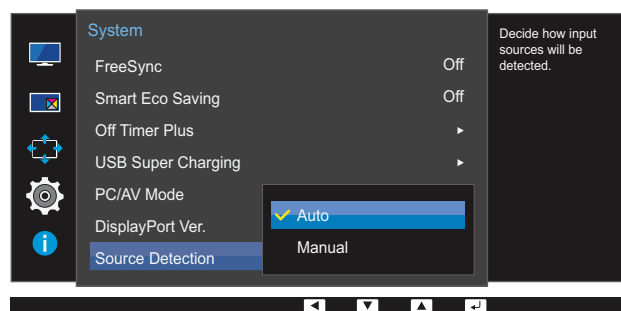 System
FreeSync Off
Smart Eco Saving Off
Off Timer Plus
USB Super Charging
PC/AV Mode
DisplayPort Ver.
Source Detection
Auto
Manual
Decide how input
sources will be
detected.